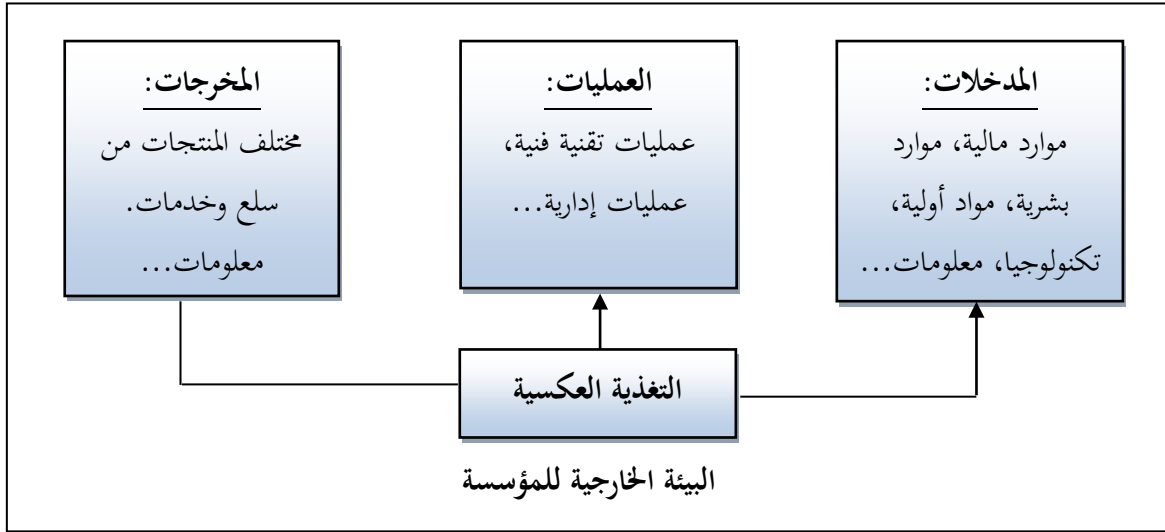 المدخلات:
موارد مالية، موارد
بشرية، مواد أولية،
تكنولوجيا، معلومات...
العمليات:
عمليات تقنية فنية،
عمليات إدارية...
المخرجات:
مختلف المنتجات من
سلع وخدمات.
معلومات...
التغذية العكسية
البيئة الخارجية للمؤسسة